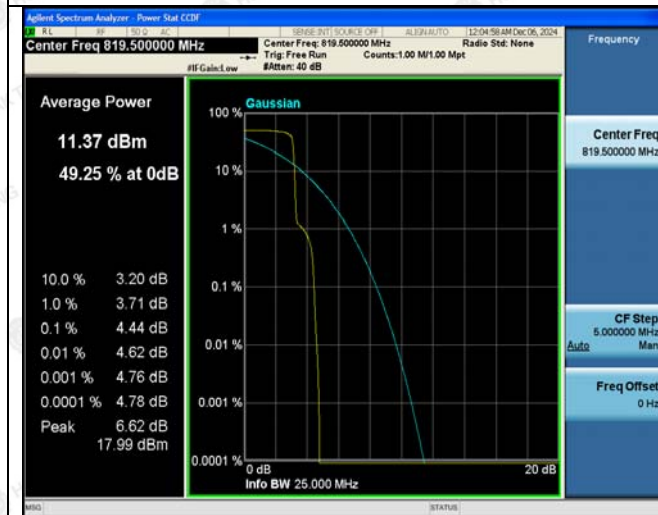 Agilent Spectrum Analyzer - Power Stat CCDF
RL RF 50 Ω AC SENSE:INT SOURCE OFF ALIGNAUTO 12:04:58 AM Dec 06, 2024
Center Freq 819.500000 MHz
Center Freq: 819.500000 MHz Radio Std: None
Trig: Free Run Counts:1.00 M/1.00 Mpt
#IFGain:Low #Atten: 40 dB
Frequency
Average Power
11.37 dBm
49.25 % at 0dB
10.0 % 3.20 dB
1.0 % 3.71 dB
0.1 % 4.44 dB
0.01 % 4.62 dB
0.001 % 4.76 dB
0.0001 % 4.78 dB
Peak 6.62 dB
17.99 dBm
Gaussian
100 %
10 %
1 %
0.1 %
0.01 %
0.001 %
0.0001 %
0 dB 20 dB
Info BW 25.000 MHz
Center Freq
819.500000 MHz
CF Step
5.000000 MHz
Auto Man
Freq Offset
0 Hz
MSG STATUS